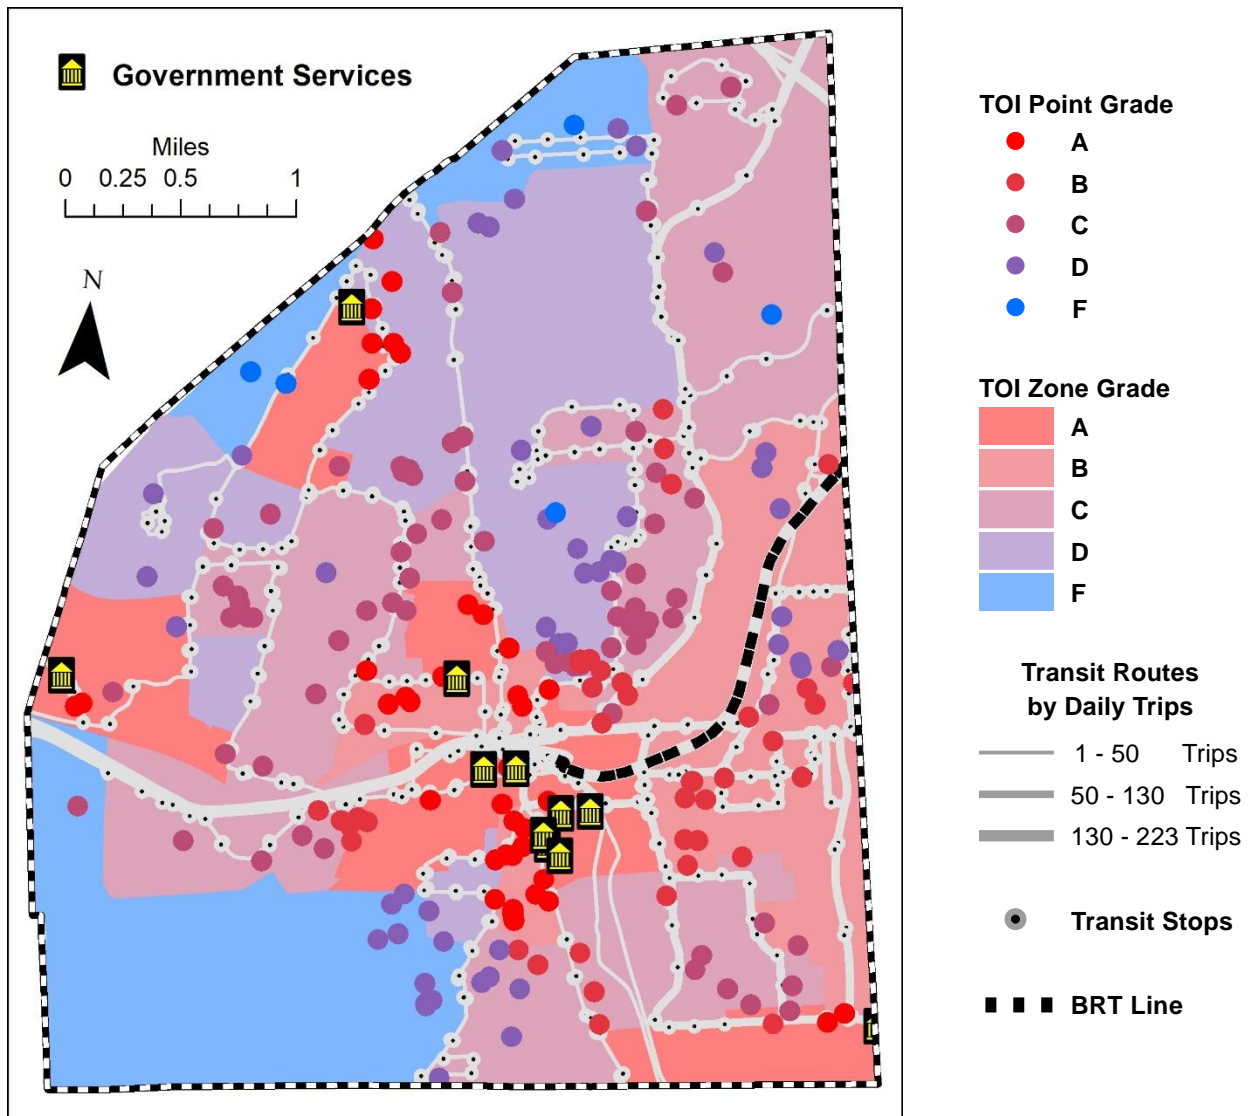 Government Services
Miles
0 0.25 0.5 1
N
TOI Point Grade
A
B
C
D
F
TOI Zone Grade
A
B
C
D
F
Transit Routes
by Daily Trips
1 - 50 Trips
50 - 130 Trips
130 - 223 Trips
Transit Stops
BRT Line